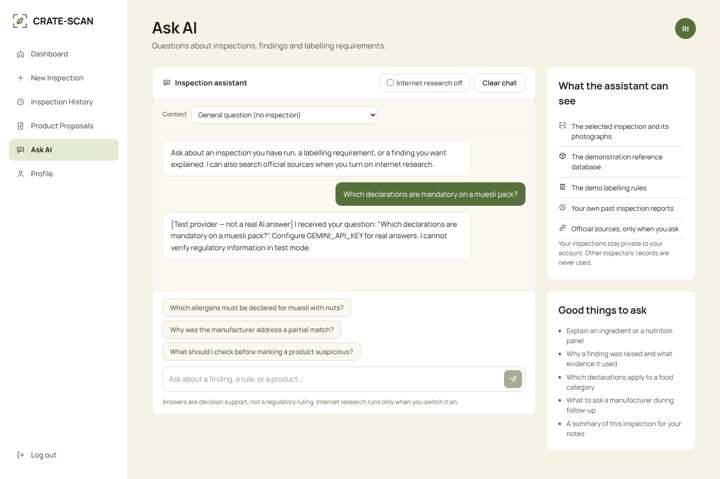 CRATE-SCAN
Dashboard
New Inspection
Inspection History
Product Proposals
Ask AI
Profile
Log out
Ask AI
Questions about inspections, findings and labelling requirements.
RI
Inspection assistant
Internet research off
Clear chat
Context
General question (no inspection)
Ask about an inspection you have run, a labelling requirement, or a finding you want
explained. I can also search official sources when you turn on internet research.
Which declarations are mandatory on a muesli pack?
[Test provider — not a real AI answer] I received your question: "Which declarations are
mandatory on a muesli pack?". Configure GEMINI_API_KEY for real answers. I cannot
verify regulatory information in test mode.
Which allergens must be declared for muesli with nuts?
Why was the manufacturer address a partial match?
What should I check before marking a product suspicious?
Ask about a finding, a rule, or a product...
Answers are decision support, not a regulatory ruling. Internet research runs only when you switch it on.
What the assistant can
see
The selected inspection and its
photographs
The demonstration reference
database
The demo labelling rules
Your own past inspection reports
Official sources, only when you ask
Your inspections stay private to your
account. Other inspectors' records are
never used.
Good things to ask
Explain an ingredient or a nutrition
panel
Why a finding was raised and what
evidence it used
Which declarations apply to a food
category
What to ask a manufacturer during
follow-up
A summary of this inspection for your
notes